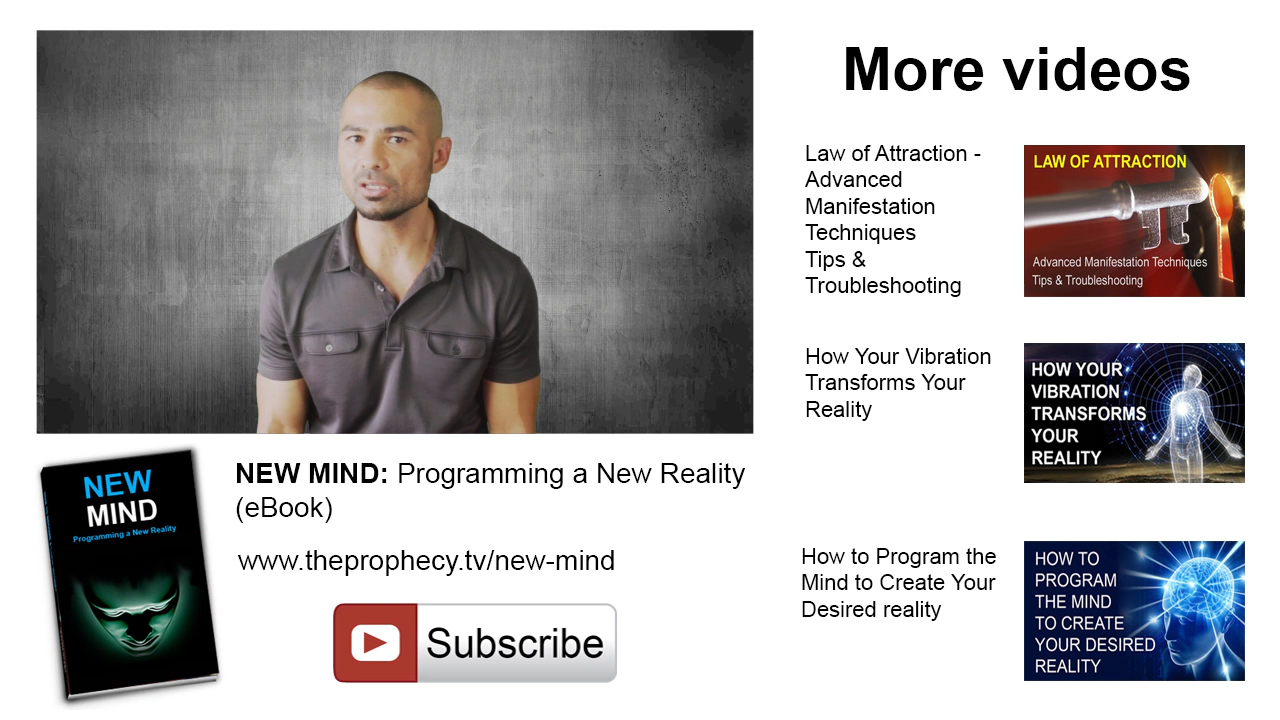 More videos
Law of Attraction -
Advanced
Manifestation
Techniques
Tips &
Troubleshooting
LAW OF ATTRACTION
Advanced Manifestation Techniques
Tips & Troubleshooting
How Your Vibration
Transforms Your
Reality
HOW YOUR
VIBRATION
TRANSFORMS
YOUR
REALITY
NEW
MIND
Programming a New Reality
NEW MIND: Programming a New Reality
(eBook)
www.theprophecy.tv/new-mind
Subscribe
How to Program the
Mind to Create Your
Desired reality
HOW TO
PROGRAM
THE MIND
TO CREATE
YOUR DESIRED
REALITY